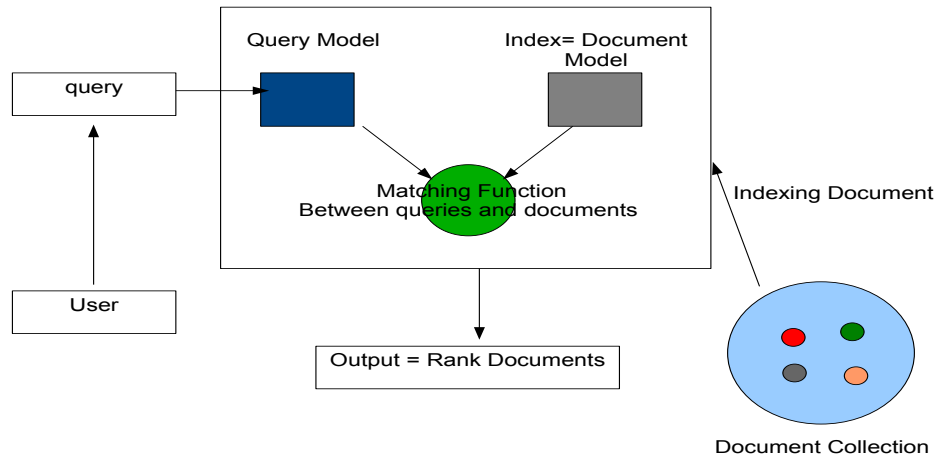 Query Model
Index= Document
Model
query
Matching Function
Between queries and documents
Indexing Document
User
Output = Rank Documents
Document Collection